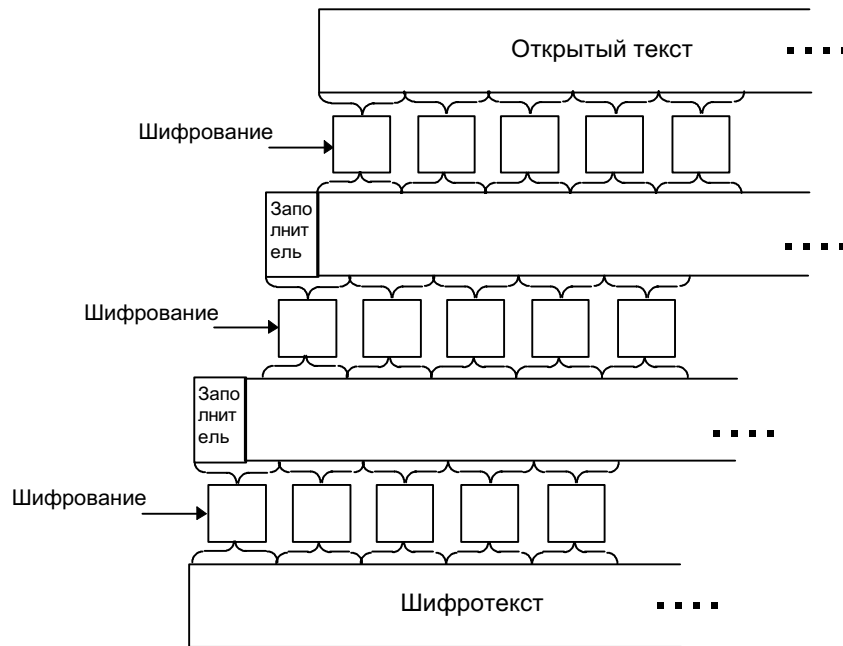 Открытый текст
Шифрование
Запо
лнит
ель
Шифрование
Запо
лнит
ель
Шифрование
Шифротекст